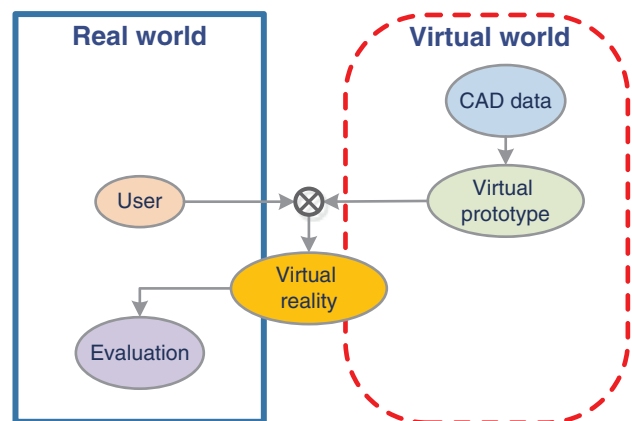 Real world
Virtual world
CAD data
User
Virtual
prototype
Virtual
reality
Evaluation